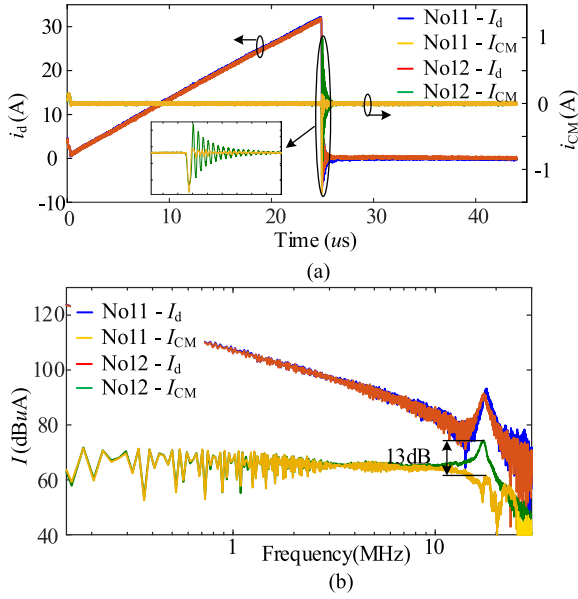 30
20
10
0
-10
i_d (A)
No11 - I_d
No11 - I_CM
No12 - I_d
No12 - I_CM
1
0
-1
i_CM(A)
0
10
20
30
40
Time (us)
(a)
120
100
80
60
40
I (dBuA)
No11 - I_d
No11 - I_CM
No12 - I_d
No12 - I_CM
13dB
1
10
Frequency(MHz)
(b)